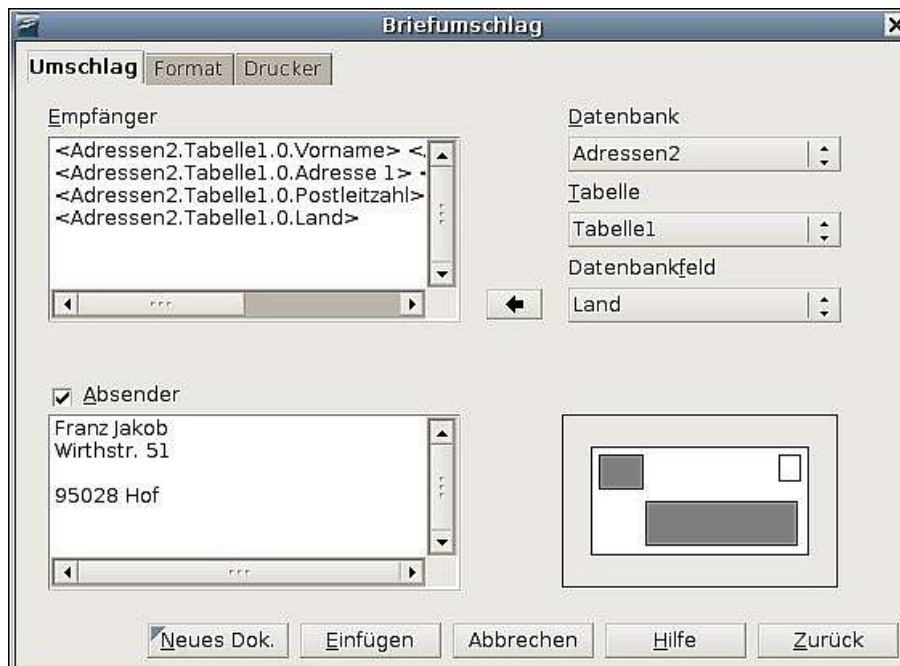 Briefumschlag
Umschlag Format Drucker
Empfänger
<Adressen2.Tabelle1.0.Vorname> <
<Adressen2.Tabelle1.0.Adresse 1>
<Adressen2.Tabelle1.0.Postleitzahl>
<Adressen2.Tabelle1.0.Land>
Datenbank
Adressen2
Tabelle
Tabelle1
Datenbankfeld
Land
Absender
Franz Jakob
Wirthstr. 51
95028 Hof
Neues Dok. Einfügen Abbrechen Hilfe Zurück